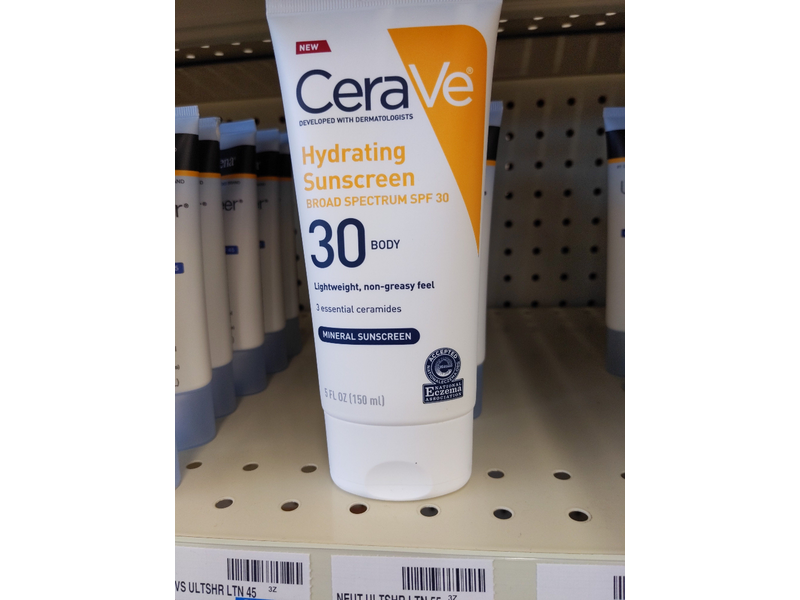 NEW
CeraVe®
DEVELOPED WITH DERMATOLOGISTS
Hydrating
Sunscreen
BROAD SPECTRUM SPF 30
30 BODY
Lightweight, non-greasy feel
3 essential ceramides
MINERAL SUNSCREEN
ACCEPTED
NATIONAL
Eczema
ASSOCIATION
5 FL OZ (150 ml)
VS ULTSHR LTN 45 3Z
NEUT ULTSHR LTN 55 3Z